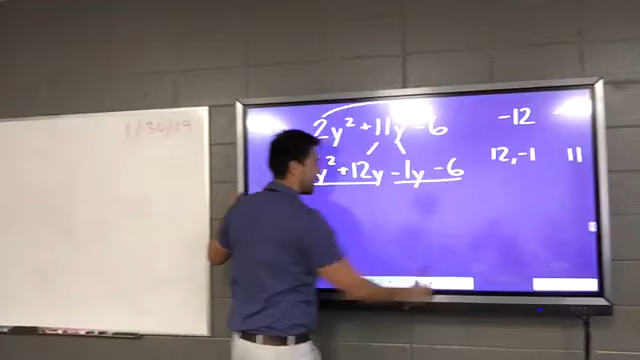 1/30/19
2y² + 11y - 6
y² + 12y - 1y - 6
-12
12, -1 11